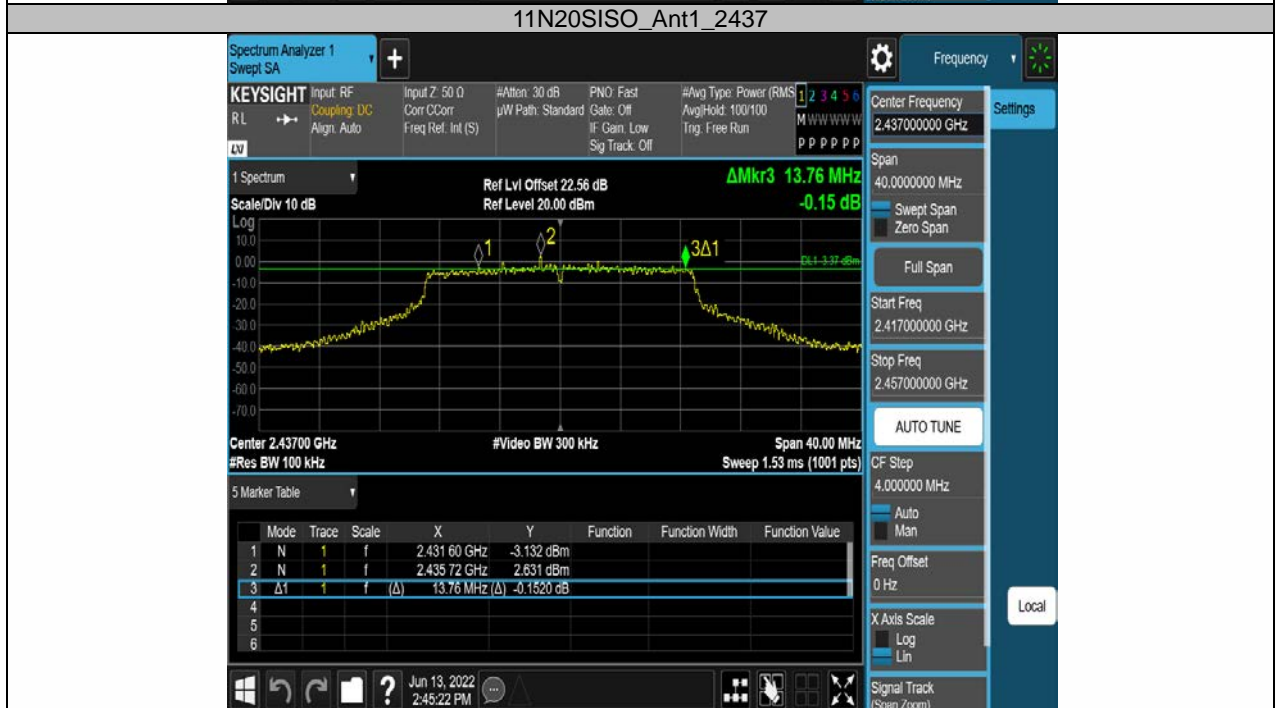 11N20SISO_Ant1_2437
Spectrum Analyzer 1
Swept SA
+
Frequency
KEYSIGHT Input: RF Input Z: 50 Ω #Atten: 30 dB PNO: Fast #Avg Type: Power (RMS 1 2 3 4 5 6
RL Coupling: DC Corr CCorr µW Path: Standard Gate: Off Avg|Hold: 100/100 M W W W W W
Align: Auto Freq Ref: Int (S) IF Gain: Low Trig: Free Run
Sig Track: Off P P P P P P
LXI
Center Frequency
2.437000000 GHz
Settings
1 Spectrum
Ref Lvl Offset 22.56 dB
ΔMkr3 13.76 MHz
Scale/Div 10 dB
Ref Level 20.00 dBm
-0.15 dB
Log
10.0
0.00
-10.0
-20.0
-30.0
-40.0
-50.0
-60.0
-70.0
1
2
3Δ1
DL1 -3.37 dBm
Center 2.43700 GHz
#Video BW 300 kHz
Span 40.00 MHz
#Res BW 100 kHz
Sweep 1.53 ms (1001 pts)
Span
40.0000000 MHz
Swept Span
Zero Span
Full Span
Start Freq
2.417000000 GHz
Stop Freq
2.457000000 GHz
AUTO TUNE
CF Step
4.000000 MHz
Auto
Man
Freq Offset
0 Hz
X Axis Scale
Log
Lin
Signal Track
(Span Zoom)
Local
5 Marker Table
Mode Trace Scale X Y Function Function Width Function Value
1 N 1 f 2.431 60 GHz -3.132 dBm
2 N 1 f 2.435 72 GHz 2.631 dBm
3 Δ1 1 f (Δ) 13.76 MHz (Δ) -0.1520 dB
4
5
6
?
Jun 13, 2022
2:45:22 PM